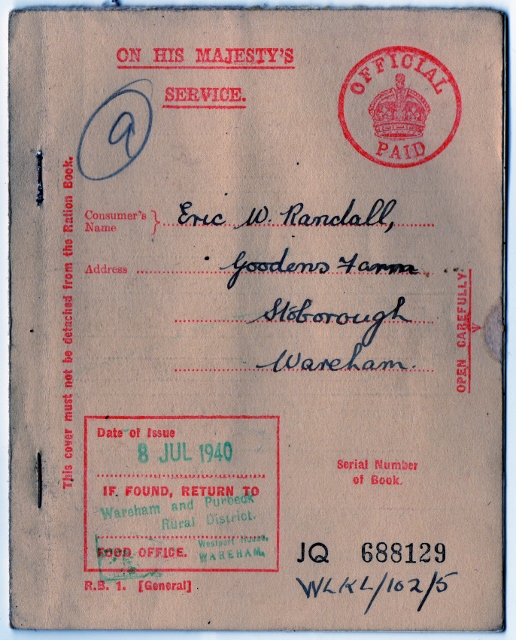 ON HIS MAJESTY'S
SERVICE.
OFFICIAL
PAID
a
This cover must not be detached from the Ration Book.
Consumer's
Name
Eric W. Randall,
Address
Goodens Farm
Stoborough
Wareham.
OPEN CAREFULLY.
Date of Issue
8 JUL 1940
IF FOUND, RETURN TO
Wareham and Purbeck
Rural District.
FOOD OFFICE.
Westport House,
WAREHAM.
R.B. 1. [General]
Serial Number
of Book.
JQ 688129
WLKL/102/5